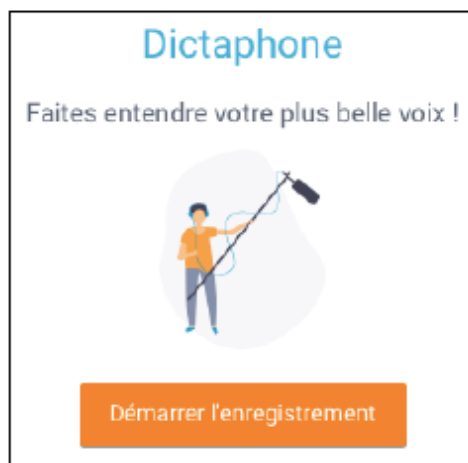 Dictaphone
Faites entendre votre plus belle voix !
Démarrer l'enregistrement